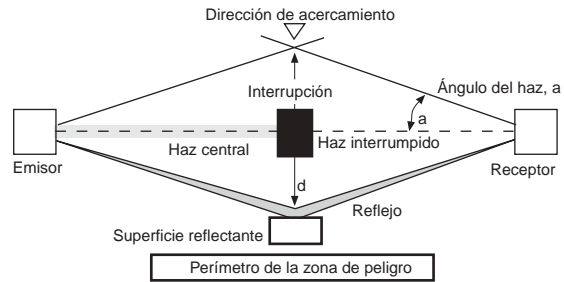 Dirección de acercamiento
Interrupción
Ángulo del haz, a
a
Haz central
Haz interrumpido
Emisor
Receptor
d
Reflejo
Superficie reflectante
Perímetro de la zona de peligro